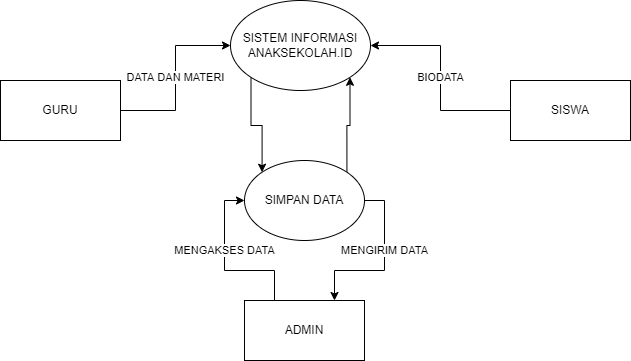 SISTEM INFORMASI
ANAKSEKOLAH.ID
DATA DAN MATERI
BIODATA
GURU
SISWA
SIMPAN DATA
MENGAKSES DATA
MENGIRIM DATA
ADMIN